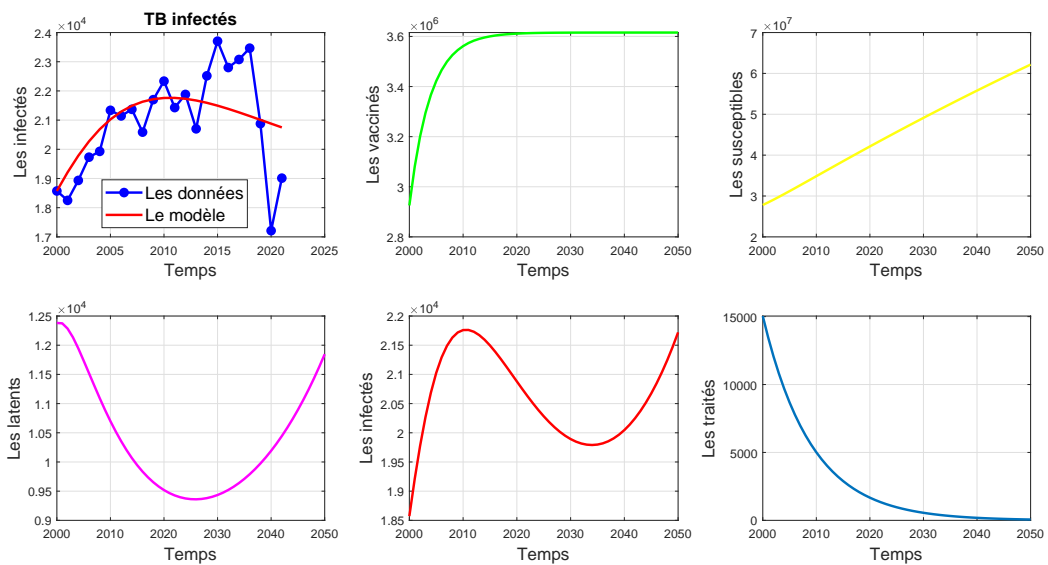 TB infectés
×10⁴
2.4
2.3
2.2
2.1
2
1.9
1.8
1.7
Les infectés
Les données
Le modèle
2000 2005 2010 2015 2020 2025
Temps
×10⁶
3.6
3.4
3.2
3
2.8
Les vaccinés
2000 2010 2020 2030 2040 2050
Temps
×10⁷
7
6
5
4
3
2
Les susceptibles
2000 2010 2020 2030 2040 2050
Temps
×10⁴
1.25
1.2
1.15
1.1
1.05
1
0.95
0.9
Les latents
2000 2010 2020 2030 2040 2050
Temps
×10⁴
2.2
2.15
2.1
2.05
2
1.95
1.9
1.85
Les infectés
2000 2010 2020 2030 2040 2050
Temps
15000
10000
5000
0
Les traités
2000 2010 2020 2030 2040 2050
Temps